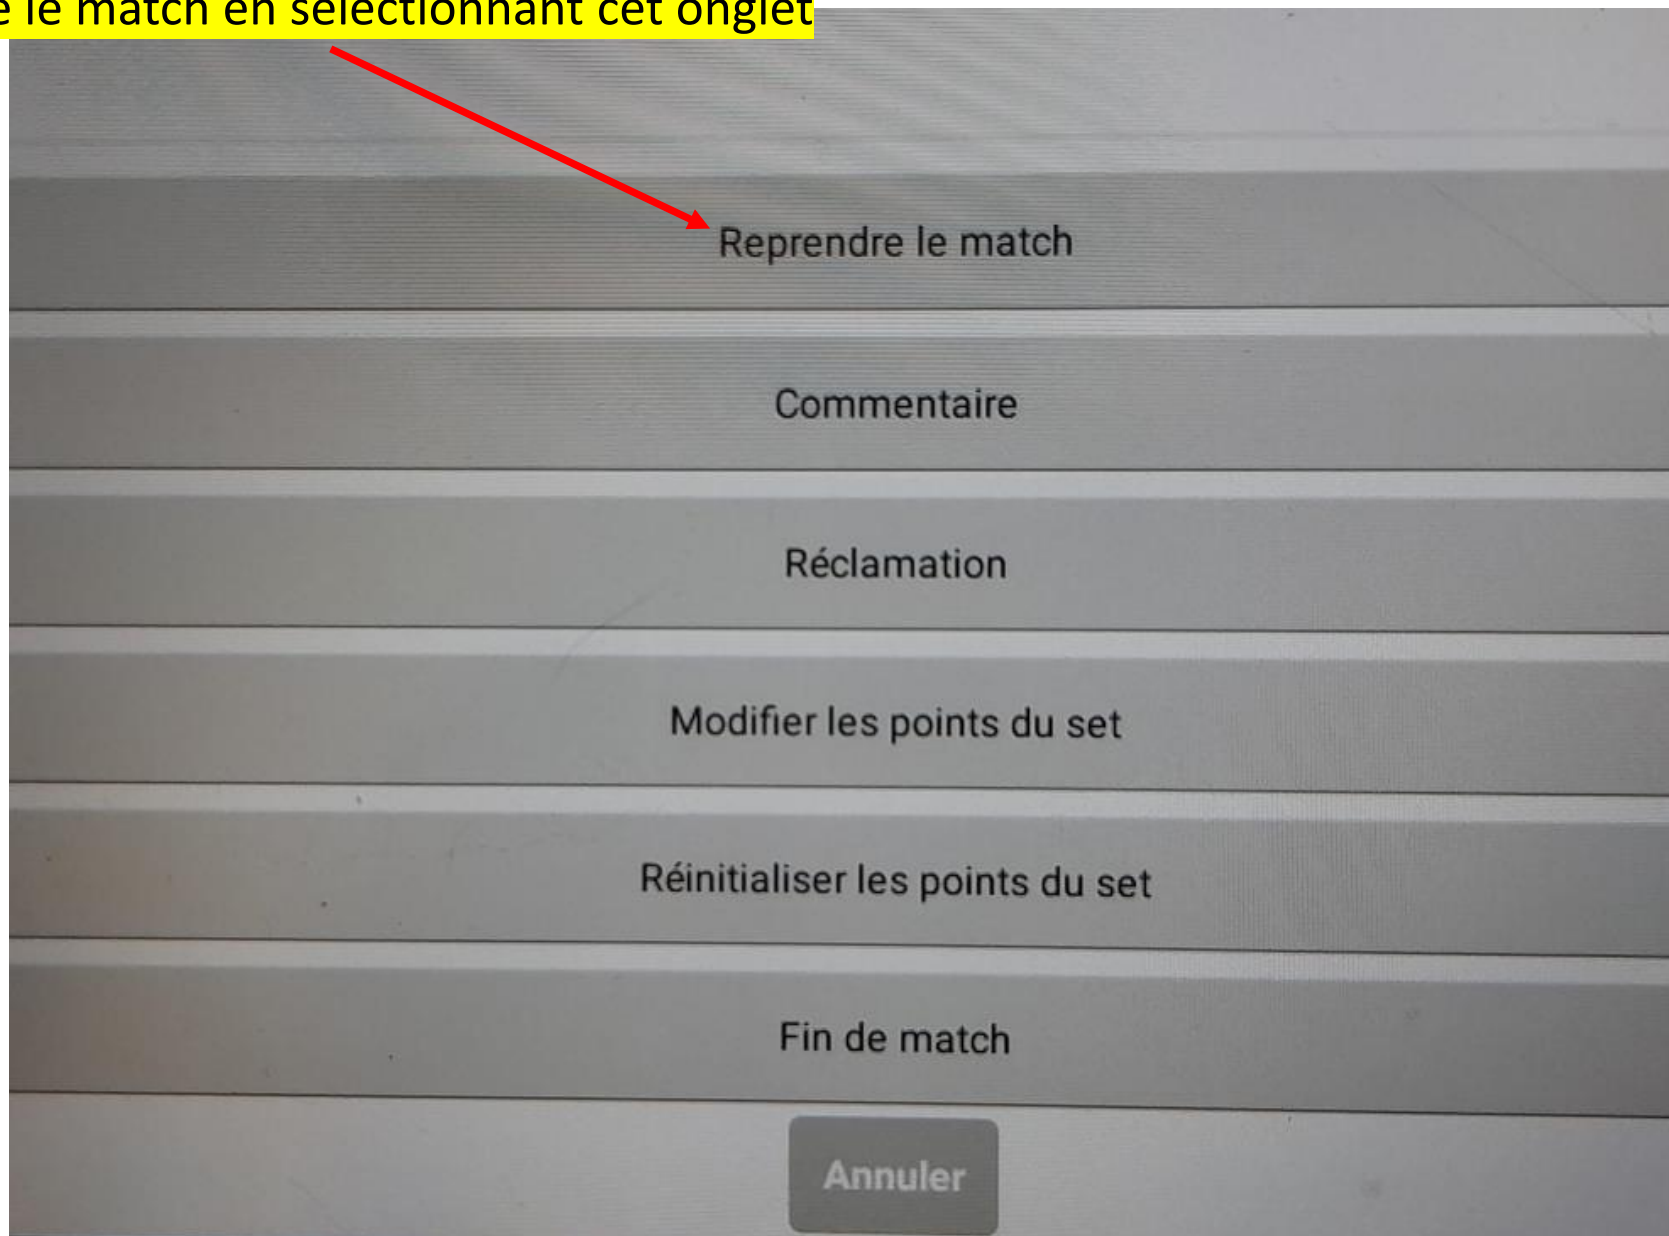 le match en sélectionnant cet onglet
Reprendre le match
Commentaire
Réclamation
Modifier les points du set
Réinitialiser les points du set
Fin de match
Annuler